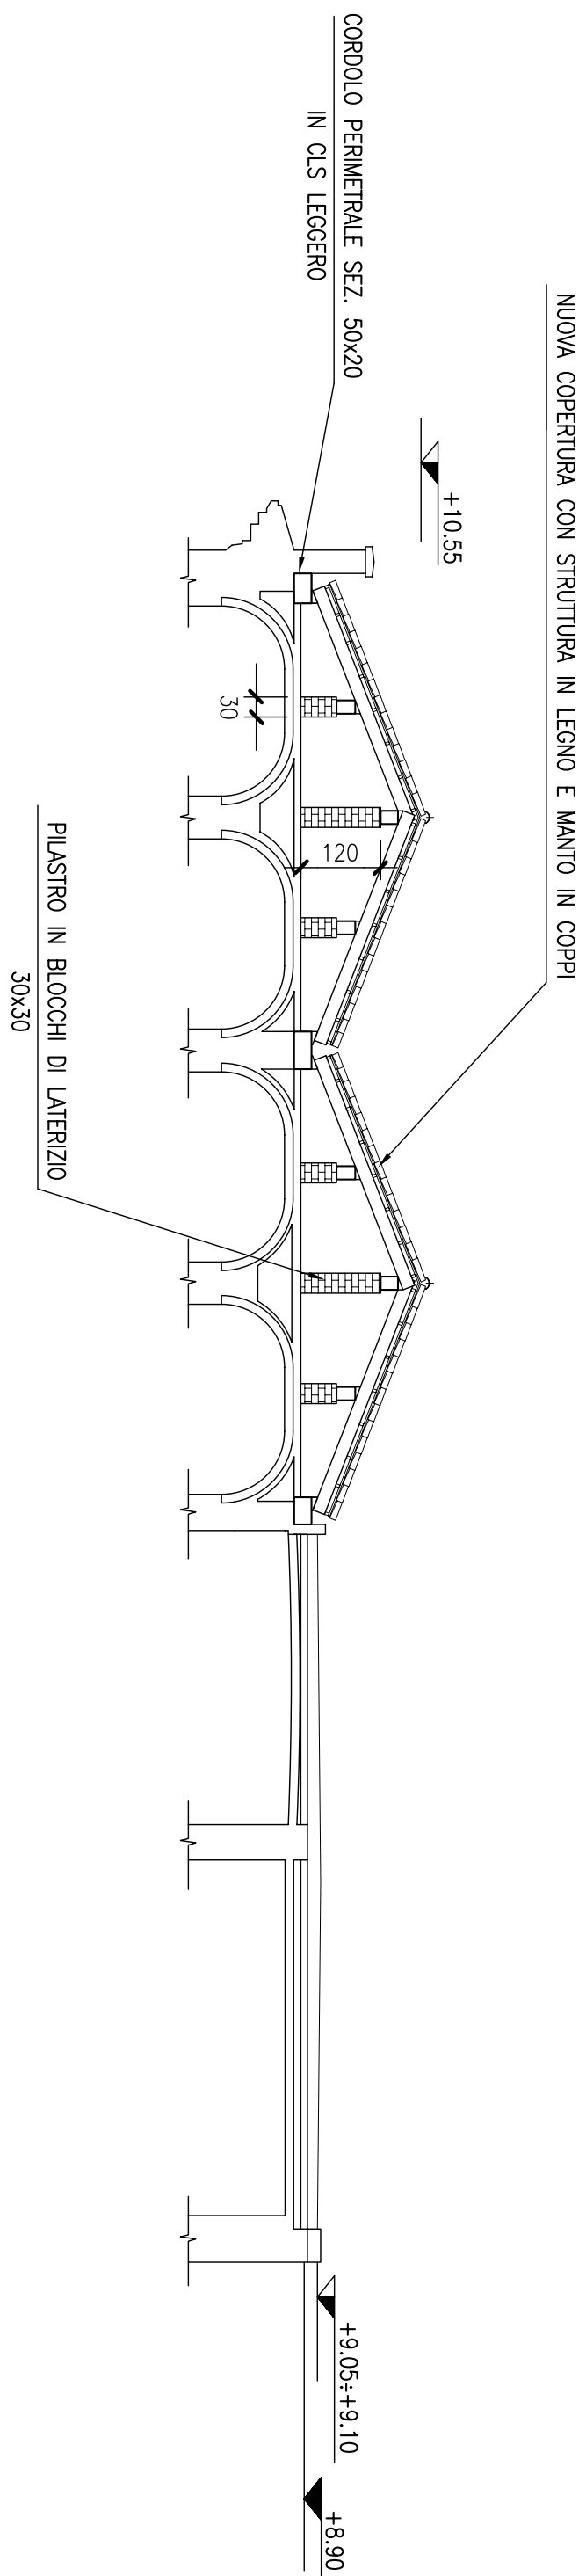 NUOVA COPERTURA CON STRUTTURA IN LEGNO E MANTO IN COPPI
+10.55
CORDOLO PERIMETRALE SEZ. 50x20
IN CLS LEGGERO
30
120
PILASTRO IN BLOCCHI DI LATERIZIO
30x30
+9.05÷+9.10
+8.90